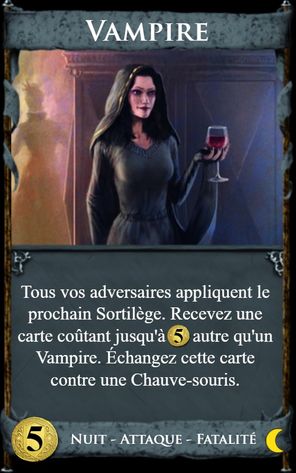 VAMPIRE
Tous vos adversaires appliquent le
prochain Sortilège. Recevez une
carte coûtant jusqu'à 5 autre qu'un
Vampire. Échangez cette carte
contre une Chauve-souris.
5 NUIT - ATTAQUE - FATALITÉ